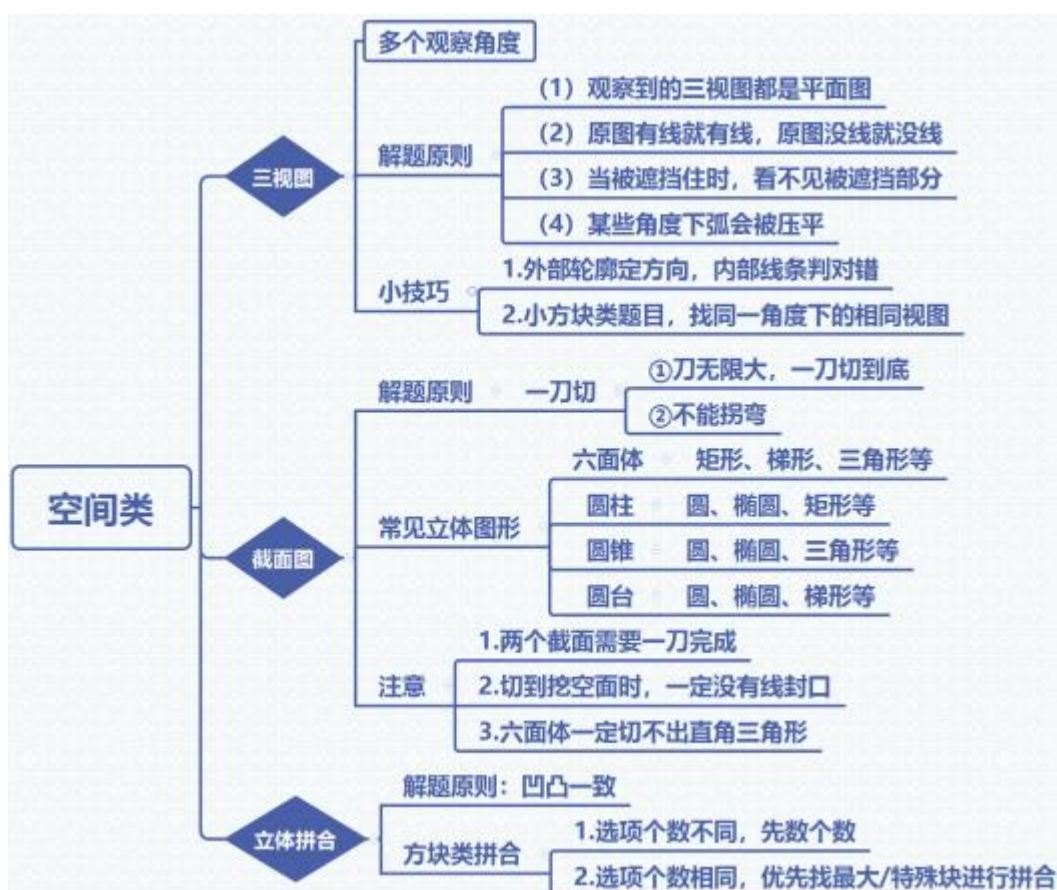 空间类
三视图
多个观察角度
解题原则
（1）观察到的三视图都是平面图
（2）原图有线就有线，原图没线就没线
（3）当被遮挡住时，看不见被遮挡部分
（4）某些角度下弧会被压平
小技巧
1.外部轮廓定方向，内部线条判对错
2.小方块类题目，找同一角度下的相同视图
截面图
解题原则
一刀切
①刀无限大，一刀切到底
②不能拐弯
常见立体图形
六面体 矩形、梯形、三角形等
圆柱 圆、椭圆、矩形等
圆锥 圆、椭圆、三角形等
圆台 圆、椭圆、梯形等
注意
1.两个截面需要一刀完成
2.切到挖空面时，一定没有线封口
3.六面体一定切不出直角三角形
立体拼合
解题原则：凹凸一致
方块类拼合
1.选项个数不同，先数个数
2.选项个数相同，优先找最大/特殊块进行拼合